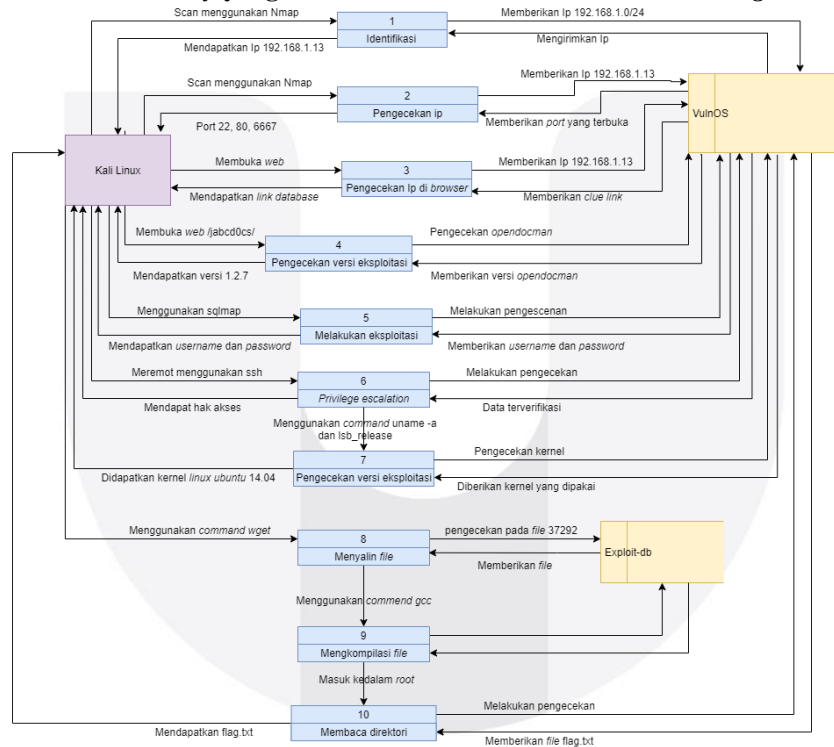 Scan menggunakan Nmap
1
Identifikasi
Memberikan Ip 192.168.1.0/24
Mendapatkan Ip 192.168.1.13
Mengirimkan Ip
Scan menggunakan Nmap
2
Pengecekan ip
Memberikan Ip 192.168.1.13
Port 22, 80, 6667
Memberikan port yang terbuka
VulnOS
Kali Linux
Membuka web
3
Pengecekan Ip di browser
Memberikan Ip 192.168.1.13
Mendapatkan link database
Memberikan clue link
Membuka web /jabcd0cs/
4
Pengecekan versi eksploitasi
Pengecekan opendocman
Mendapatkan versi 1.2.7
Memberikan versi opendocman
Menggunakan sqlmap
5
Melakukan eksploitasi
Melakukan pengescenan
Mendapatkan username dan password
Memberikan username dan password
Meremot menggunakan ssh
6
Privilege escalation
Melakukan pengecekan
Mendapat hak akses
Data terverifikasi
Menggunakan command uname -a
dan lsb_release
7
Pengecekan versi eksploitasi
Pengecekan kernel
Didapatkan kernel linux ubuntu 14.04
Diberikan kernel yang dipakai
Menggunakan command wget
8
Menyalin file
pengecekan pada file 37292
Memberikan file
Exploit-db
Menggunakan commend gcc
9
Mengkompilasi file
Masuk kedalam root
10
Membaca direktori
Melakukan pengecekan
Mendapatkan flag.txt
Memberikan file flag.txt